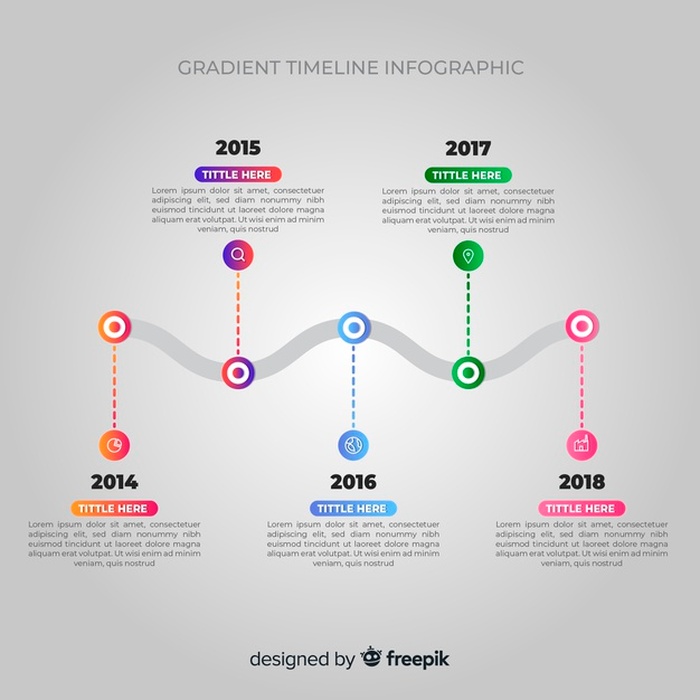 GRADIENT TIMELINE INFOGRAPHIC
2015
TITTLE HERE
Lorem ipsum dolor sit amet, consectetuer
adipiscing elit, sed diam nonummy nibh
euismod tincidunt ut laoreet dolore magna
aliquam erat volutpat. Ut wisi enim ad minim
veniam, quis nostrud
2017
TITTLE HERE
Lorem ipsum dolor sit amet, consectetuer
adipiscing elit, sed diam nonummy nibh
euismod tincidunt ut laoreet dolore magna
aliquam erat volutpat. Ut wisi enim ad minim
veniam, quis nostrud
2014
TITTLE HERE
Lorem ipsum dolor sit amet, consectetuer
adipiscing elit, sed diam nonummy nibh
euismod tincidunt ut laoreet dolore magna
aliquam erat volutpat. Ut wisi enim ad minim
veniam, quis nostrud
2016
TITTLE HERE
Lorem ipsum dolor sit amet, consectetuer
adipiscing elit, sed diam nonummy nibh
euismod tincidunt ut laoreet dolore magna
aliquam erat volutpat. Ut wisi enim ad minim
veniam, quis nostrud
2018
TITTLE HERE
Lorem ipsum dolor sit amet, consectetuer
adipiscing elit, sed diam nonummy nibh
euismod tincidunt ut laoreet dolore magna
aliquam erat volutpat. Ut wisi enim ad minim
veniam, quis nostrud
designed by freepik